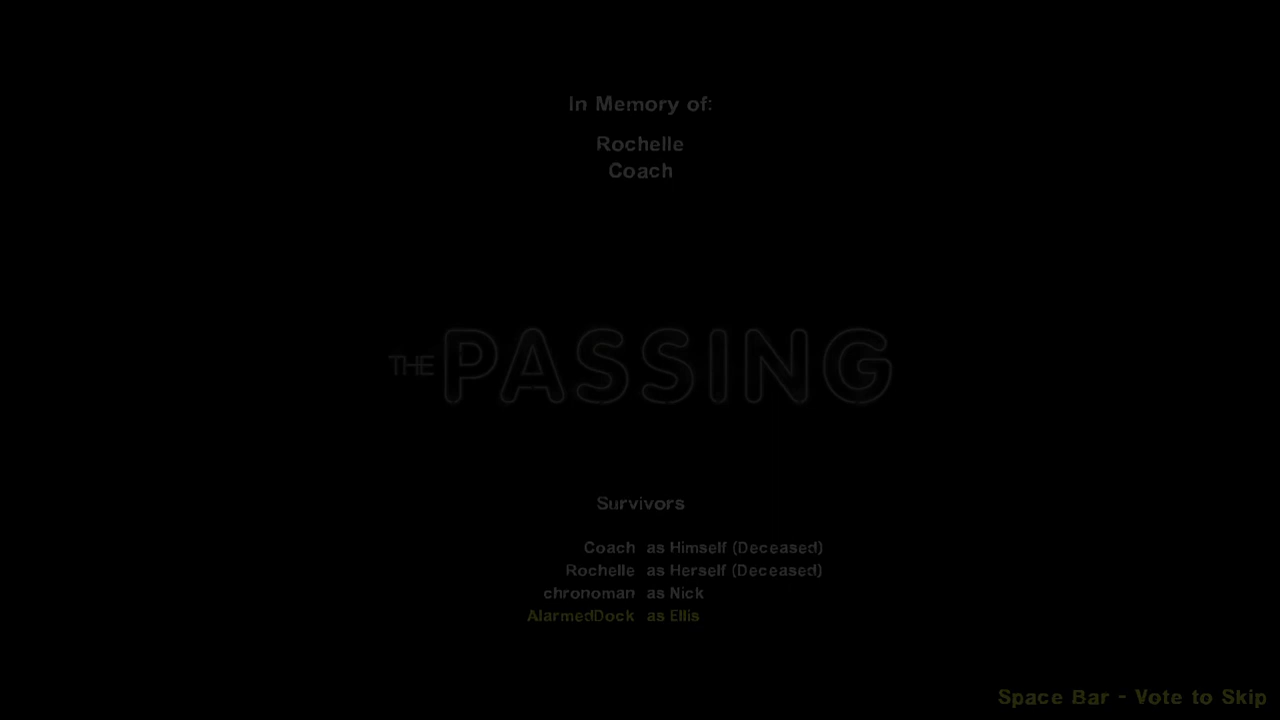 In Memory of:
Rochelle
Coach
THE PASSING
Survivors
Coach as Himself (Deceased)
Rochelle as Herself (Deceased)
chronoman as Nick
AlarmedDock as Ellis
Space Bar - Vote to Skip